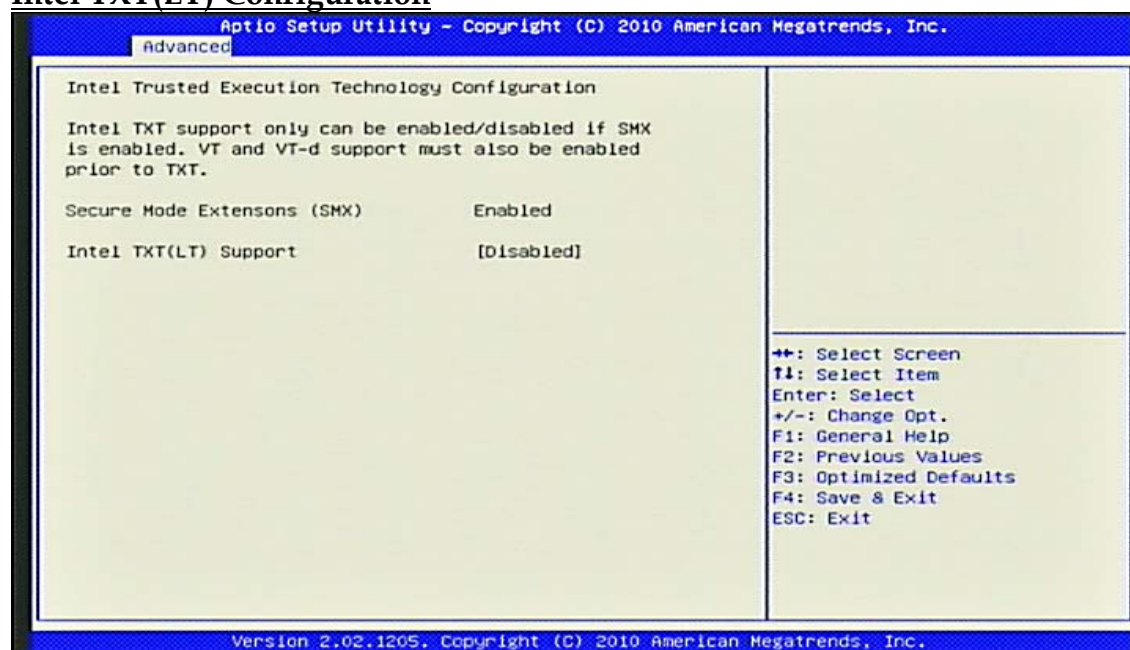 Intel TXT(LT) Configuration
Aptio Setup Utility – Copyright (C) 2010 American Megatrends, Inc.
Advanced
Intel Trusted Execution Technology Configuration
Intel TXT support only can be enabled/disabled if SMX
is enabled. VT and VT-d support must also be enabled
prior to TXT.
Secure Mode Extensons (SMX) Enabled
Intel TXT(LT) Support [Disabled]
→←: Select Screen
↑↓: Select Item
Enter: Select
+/-: Change Opt.
F1: General Help
F2: Previous Values
F3: Optimized Defaults
F4: Save & Exit
ESC: Exit
Version 2.02.1205. Copyright (C) 2010 American Megatrends, Inc.